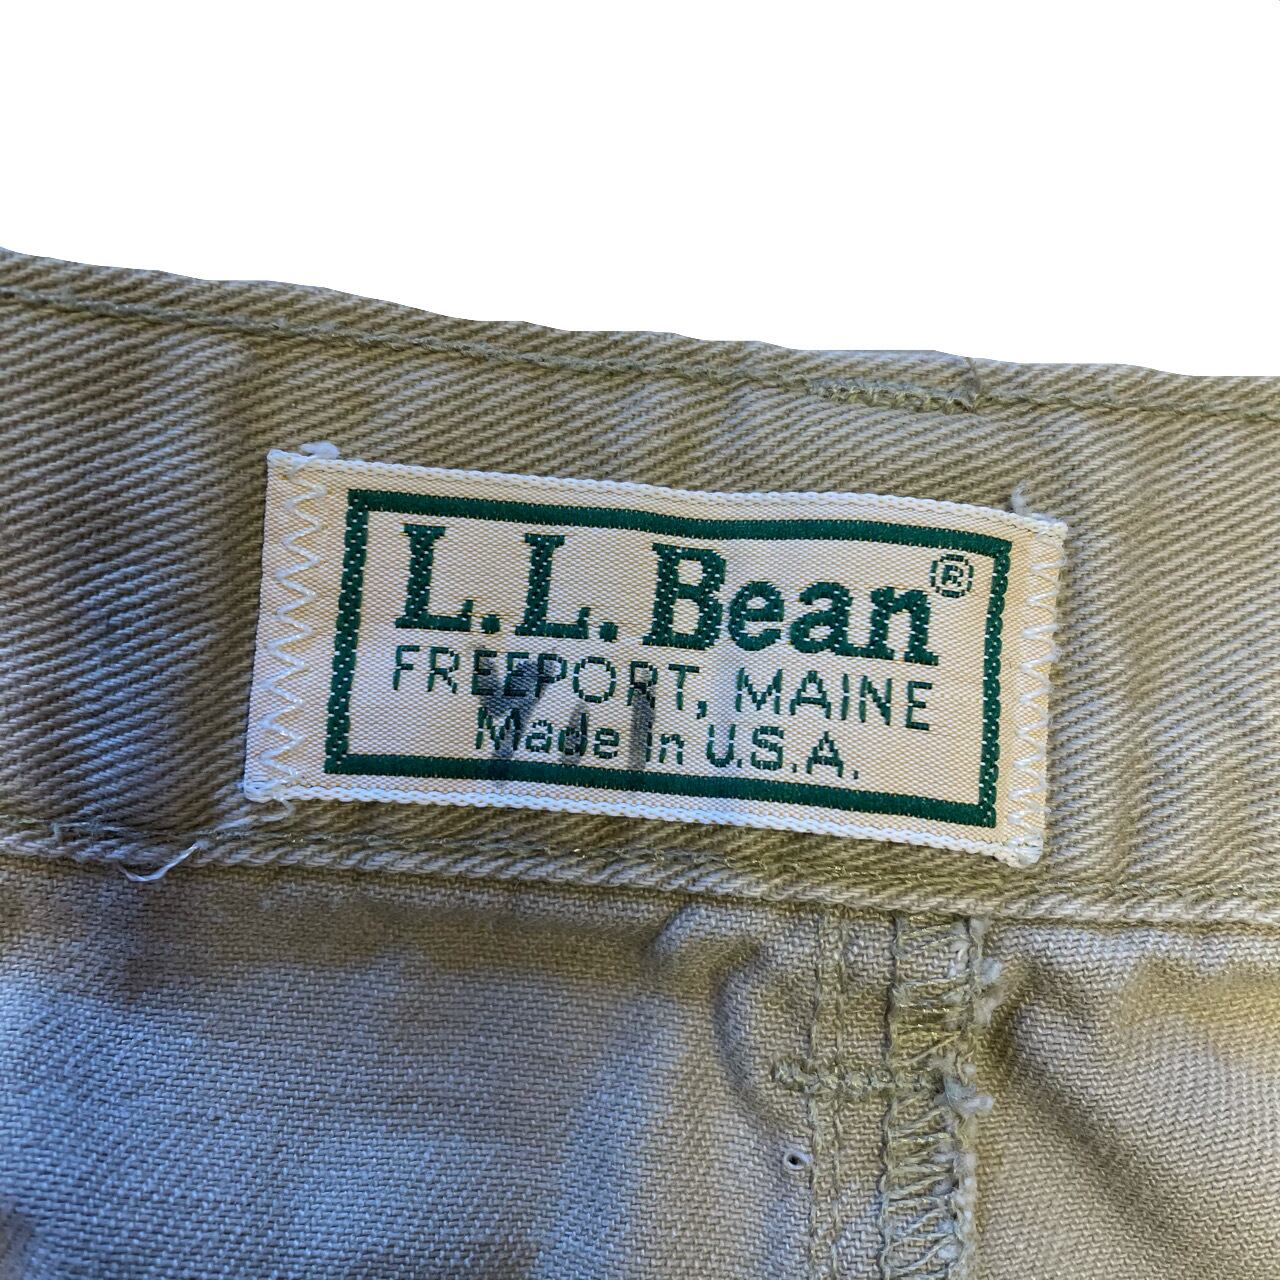 L.L.Bean®
FREEPORT, MAINE
Made in U.S.A.